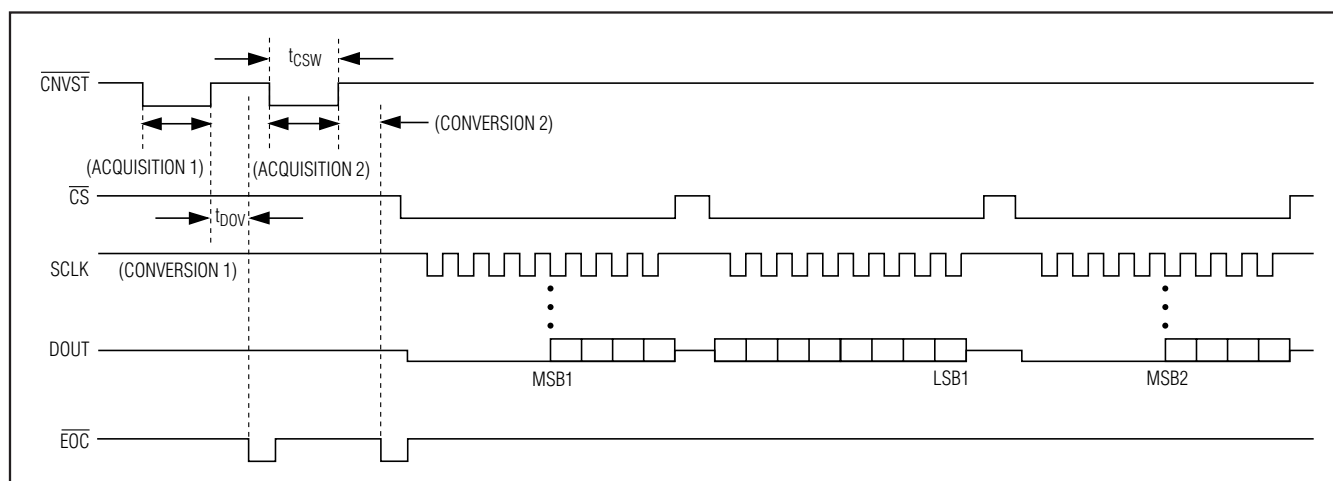 tCSW
CNVST
(CONVERSION 2)
(ACQUISITION 1)
(ACQUISITION 2)
CS
tDOV
SCLK
(CONVERSION 1)
DOUT
MSB1
LSB1
MSB2
EOC